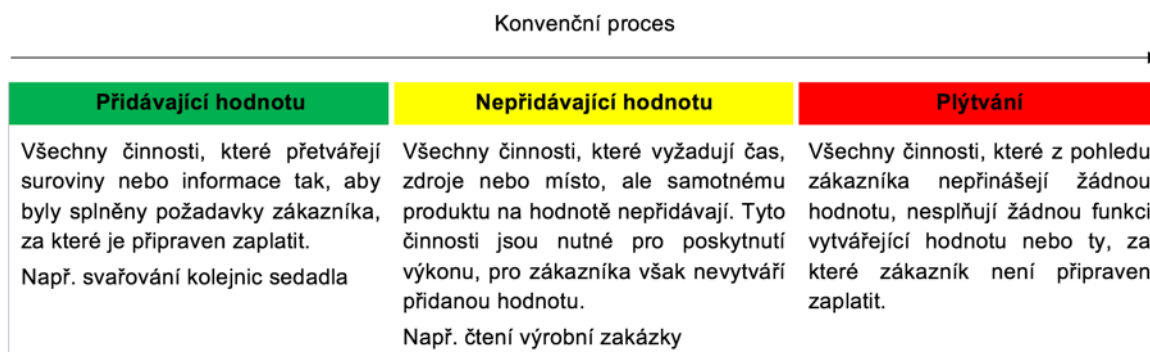 Konvenční proces
Přidávající hodnotu
Nepřidávající hodnotu
Plýtvání
Všechny činnosti, které přetvářejí
suroviny nebo informace tak, aby
byly splněny požadavky zákazníka,
za které je připraven zaplatit.
Např. svařování kolejnic sedadla
Všechny činnosti, které vyžadují čas,
zdroje nebo místo, ale samotnému
produktu na hodnotě nepřidávají. Tyto
činnosti jsou nutné pro poskytnutí
výkonu, pro zákazníka však nevytváří
přidanou hodnotu.
Např. čtení výrobní zakázky
Všechny činnosti, které z pohledu
zákazníka nepřinášejí žádnou
hodnotu, nesplňují žádnou funkci
vytvářející hodnotu nebo ty, za
které zákazník není připraven
zaplatit.